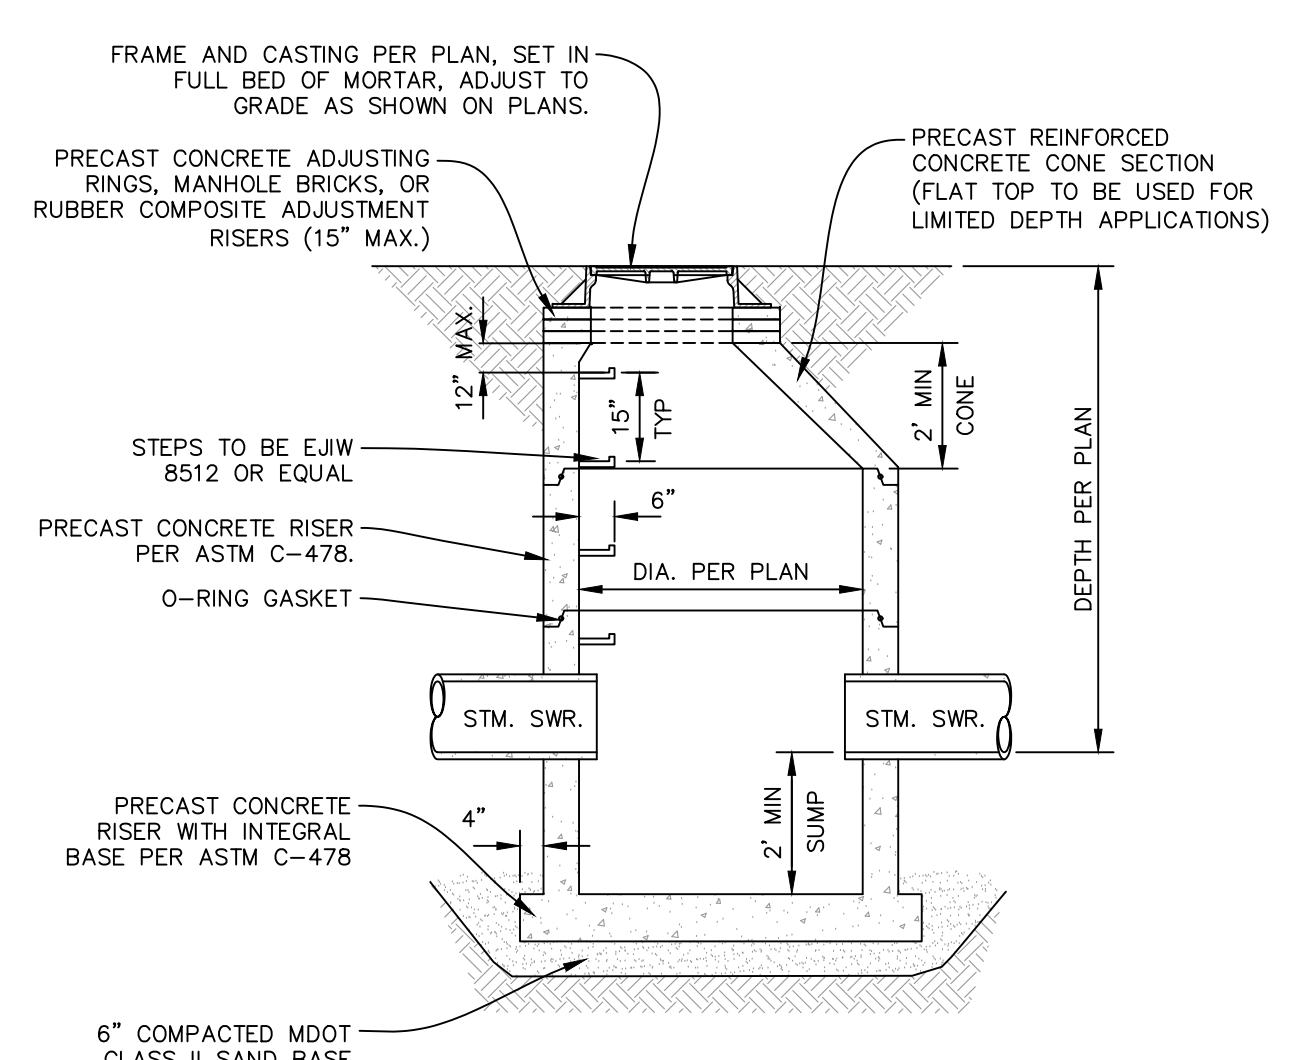 FRAME AND CASTING PER PLAN, SET IN
FULL BED OF MORTAR, ADJUST TO
GRADE AS SHOWN ON PLANS.
PRECAST REINFORCED
CONCRETE CONE SECTION
(FLAT TOP TO BE USED FOR
LIMITED DEPTH APPLICATIONS)
PRECAST CONCRETE ADJUSTING
RINGS, MANHOLE BRICKS, OR
RUBBER COMPOSITE ADJUSTMENT
RISERS (15" MAX.)
12" MAX.
15"
TYP
2' MIN
CONE
DEPTH PER PLAN
STEPS TO BE EJIW
8512 OR EQUAL
6"
PRECAST CONCRETE RISER
PER ASTM C-478.
DIA. PER PLAN
O-RING GASKET
STM. SWR.
STM. SWR.
PRECAST CONCRETE
RISER WITH INTEGRAL
BASE PER ASTM C-478
4"
2' MIN
SUMP
6" COMPACTED MDOT
CLASS II SAND BASE